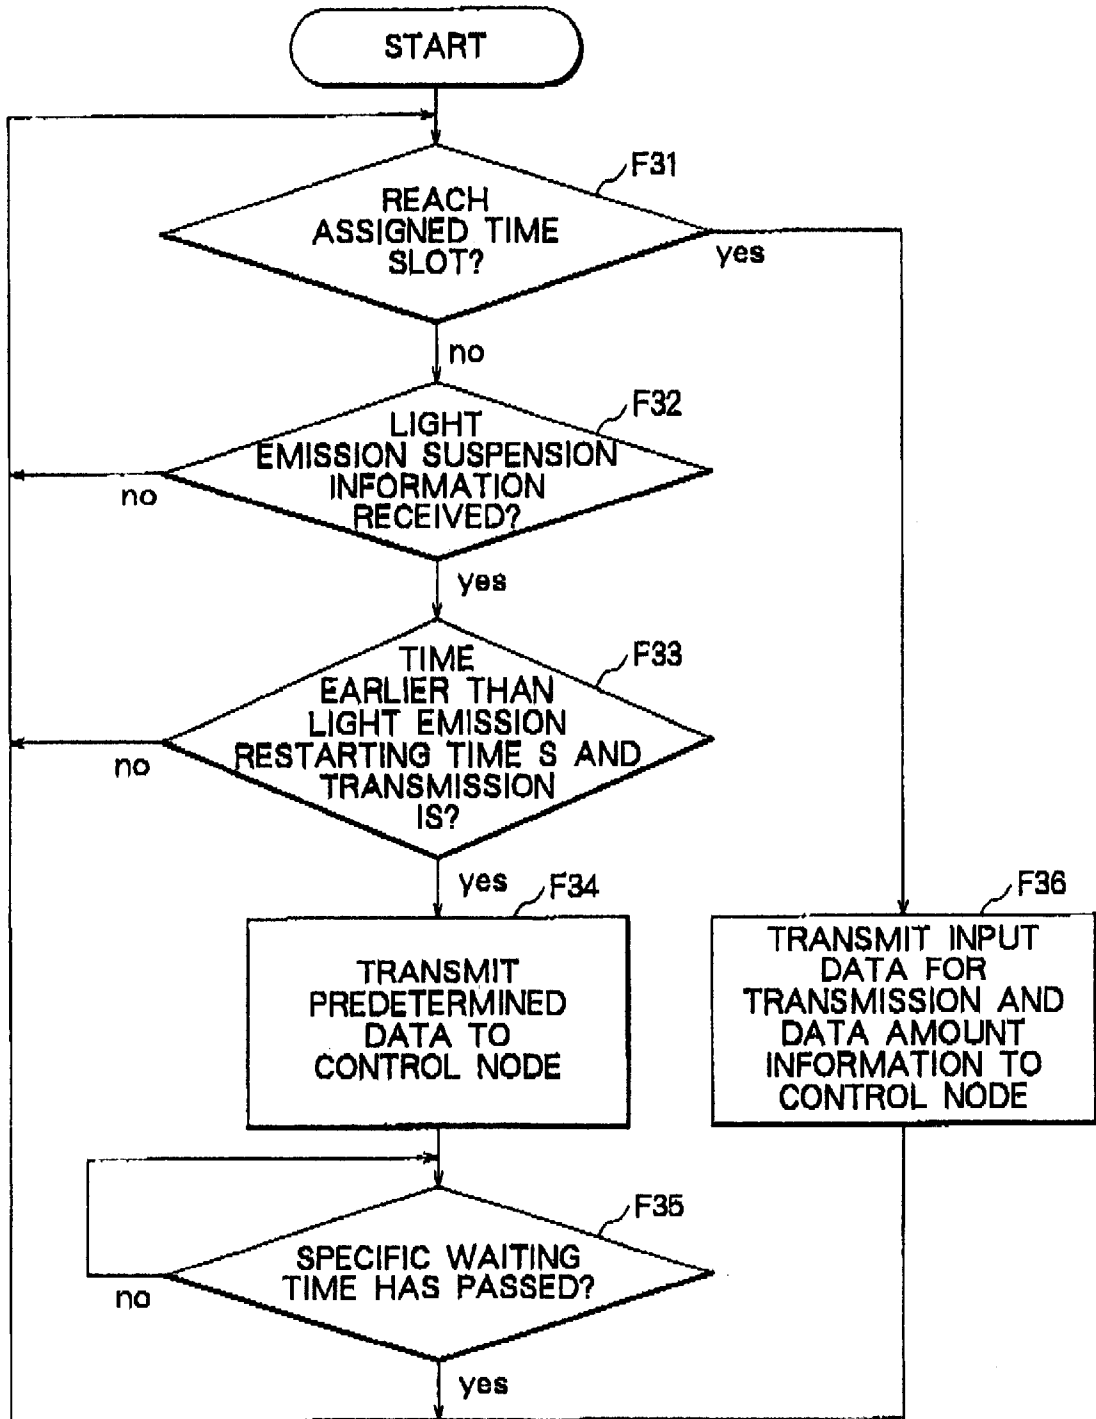 START
F31
REACH
ASSIGNED TIME
SLOT?
yes
no
F32
LIGHT
EMISSION SUSPENSION
INFORMATION
RECEIVED?
no
yes
F33
TIME
EARLIER THAN
LIGHT EMISSION
RESTARTING TIME S AND
TRANSMISSION
IS?
no
yes
F34
TRANSMIT
PREDETERMINED
DATA TO
CONTROL NODE
F36
TRANSMIT INPUT
DATA FOR
TRANSMISSION AND
DATA AMOUNT
INFORMATION TO
CONTROL NODE
F35
SPECIFIC WAITING
TIME HAS PASSED?
no
yes